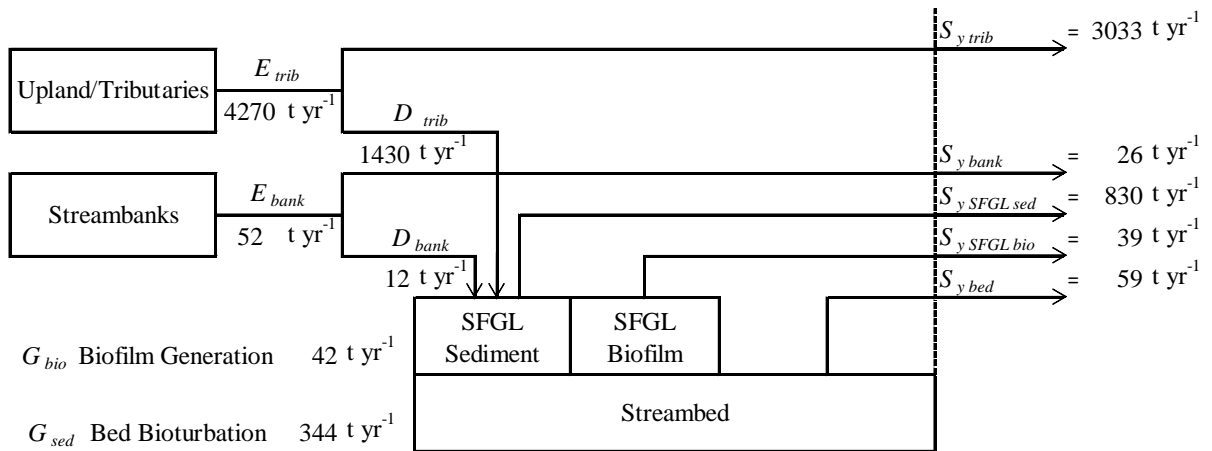 S y trib = 3033 t yr-1
E trib
Upland/Tributaries
4270 t yr-1
D trib
1430 t yr-1
S y bank = 26 t yr-1
E bank
S y SFGL sed = 830 t yr-1
Streambanks
52 t yr-1
D bank
S y SFGL bio = 39 t yr-1
12 t yr-1
S y bed = 59 t yr-1
SFGL
Sediment
SFGL
Biofilm
G bio Biofilm Generation 42 t yr-1
Streambed
G sed Bed Bioturbation 344 t yr-1